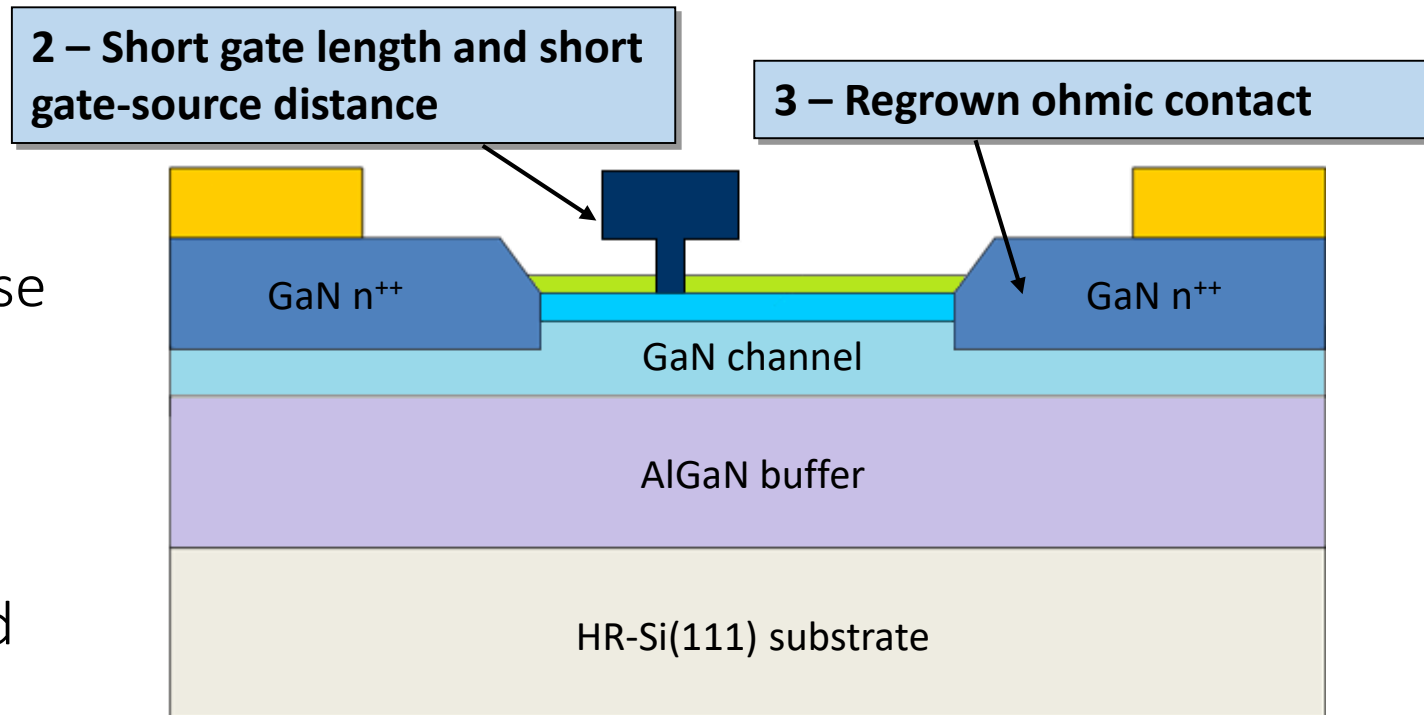 2 – Short gate length and short
gate-source distance
3 – Regrown ohmic contact
se
GaN n⁺⁺
GaN n⁺⁺
GaN channel
AlGaN buffer
d
HR-Si(111) substrate